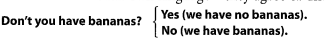 Don't you have bananas?
Yes (we have no bananas).
No (we have bananas).